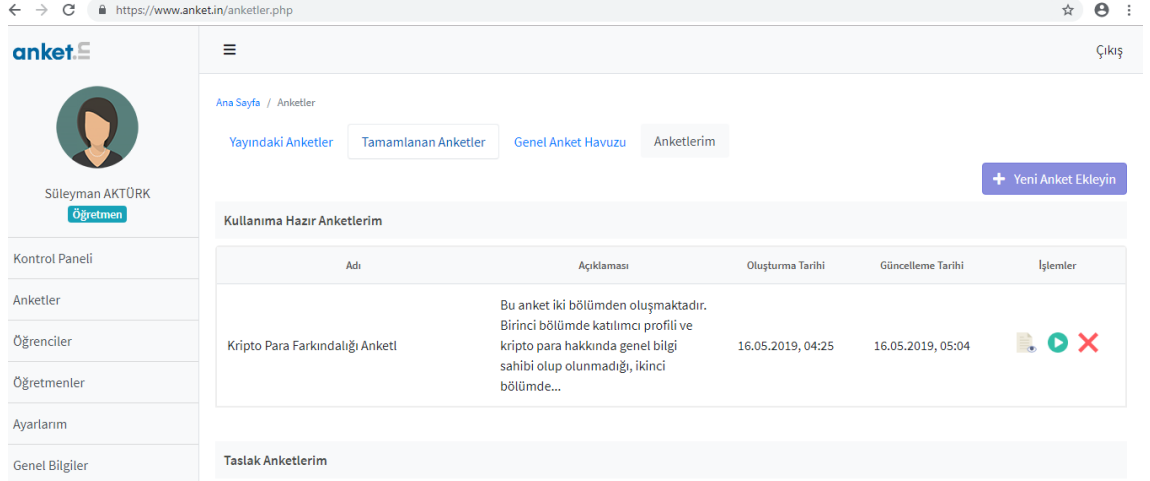 https://www.anket.in/anketler.php
anket.in
Çıkış
Süleyman AKTÜRK
Öğretmen
Kontrol Paneli
Anketler
Öğrenciler
Öğretmenler
Ayarlarım
Genel Bilgiler
Ana Sayfa / Anketler
Yayındaki Anketler Tamamlanan Anketler Genel Anket Havuzu Anketlerim
+ Yeni Anket Ekleyin
Kullanıma Hazır Anketlerim
Adı Açıklaması Oluşturma Tarihi Güncelleme Tarihi İşlemler
Kripto Para Farkındalığı Anketl
Bu anket iki bölümden oluşmaktadır.
Birinci bölümde katılımcı profili ve
kripto para hakkında genel bilgi
sahibi olup olunmadığı, ikinci
bölümde...
16.05.2019, 04:25 16.05.2019, 05:04
Taslak Anketlerim